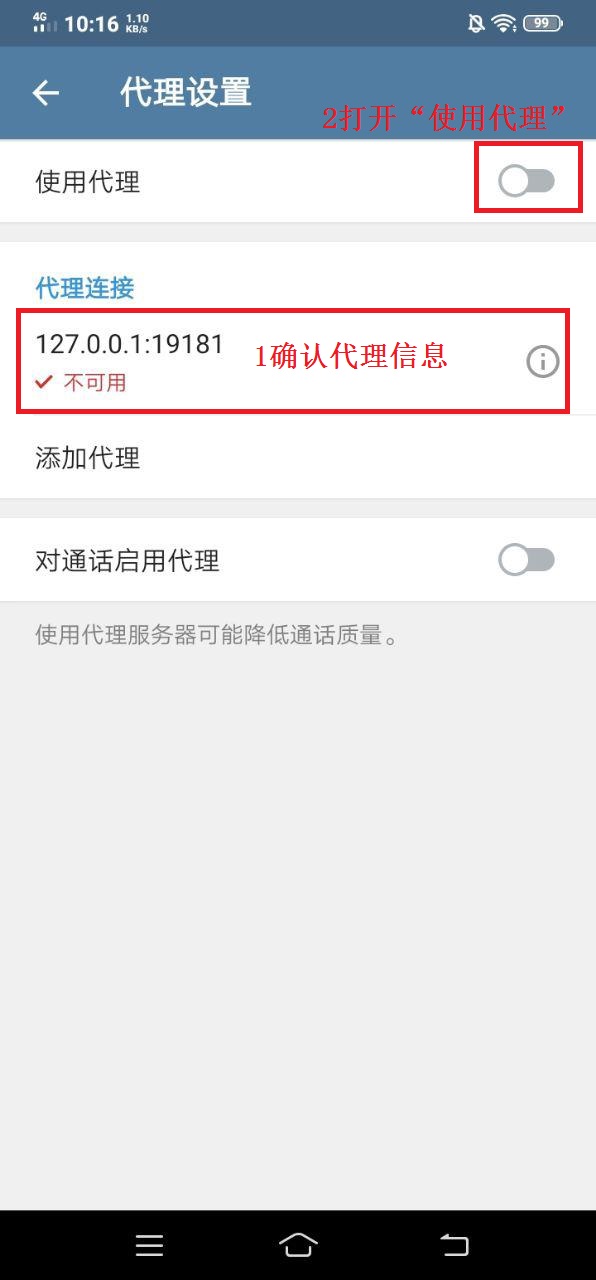 4G 10:16 1.10 KB/s 99
代理设置
2打开“使用代理”
使用代理
代理连接
127.0.0.1:19181
1确认代理信息
不可用
添加代理
对通话启用代理
使用代理服务器可能降低通话质量。